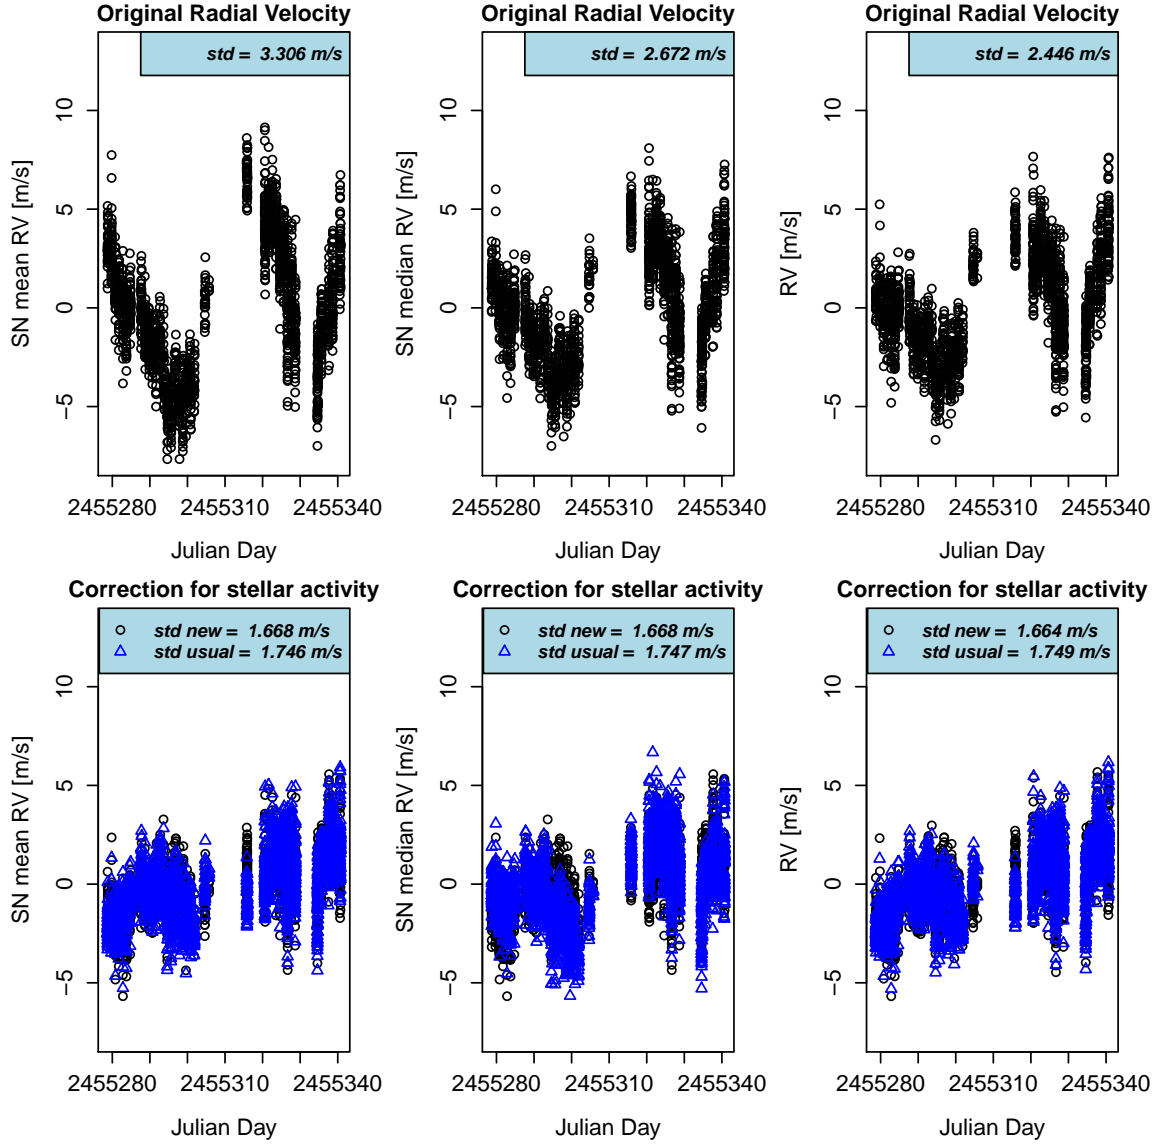 Original Radial Velocity
std = 3.306 m/s
SN mean RV [m/s]
10
5
0
−5
2455280 2455310 2455340
Julian Day
Original Radial Velocity
std = 2.672 m/s
SN median RV [m/s]
10
5
0
−5
2455280 2455310 2455340
Julian Day
Original Radial Velocity
std = 2.446 m/s
RV [m/s]
10
5
0
−5
2455280 2455310 2455340
Julian Day
Correction for stellar activity
std new = 1.668 m/s
std usual = 1.746 m/s
SN mean RV [m/s]
10
5
0
−5
2455280 2455310 2455340
Julian Day
Correction for stellar activity
std new = 1.668 m/s
std usual = 1.747 m/s
SN median RV [m/s]
10
5
0
−5
2455280 2455310 2455340
Julian Day
Correction for stellar activity
std new = 1.664 m/s
std usual = 1.749 m/s
RV [m/s]
10
5
0
−5
2455280 2455310 2455340
Julian Day